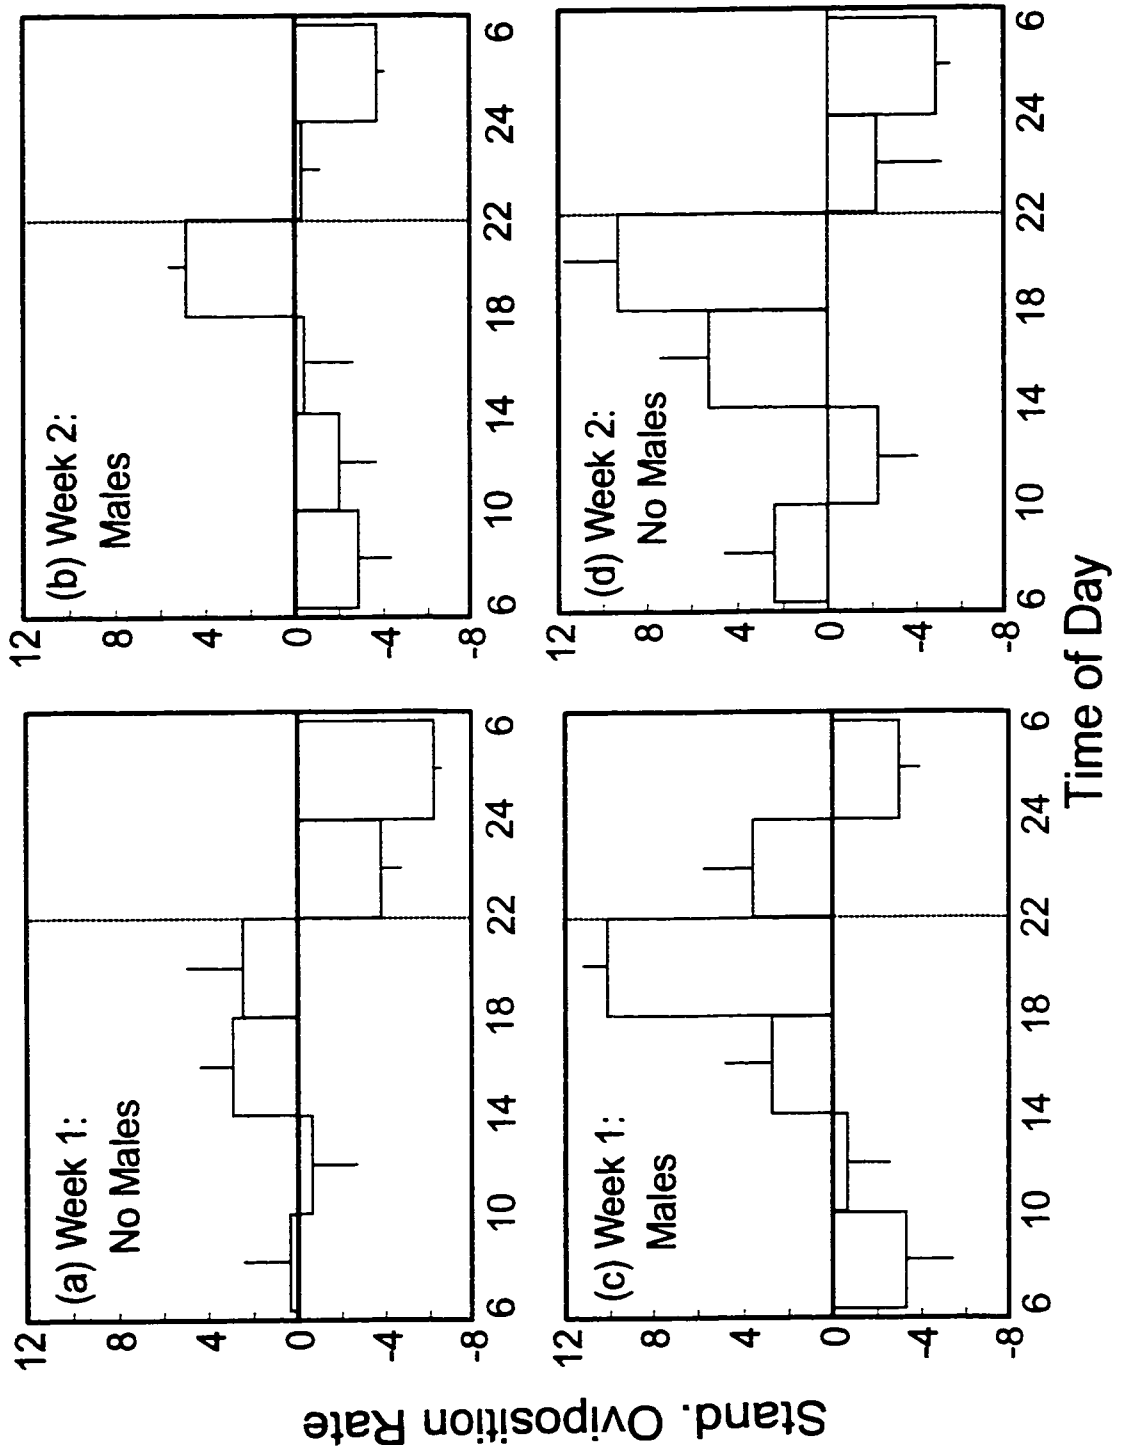 (a) Week 1:
No Males
12
8
4
0
-4
-8
6 10 14 18 22 24 6
(b) Week 2:
Males
12
8
4
0
-4
-8
6 10 14 18 22 24 6
(c) Week 1:
Males
12
8
4
0
-4
-8
6 10 14 18 22 24 6
(d) Week 2:
No Males
12
8
4
0
-4
-8
6 10 14 18 22 24 6
Stand. Oviposition Rate
Time of Day